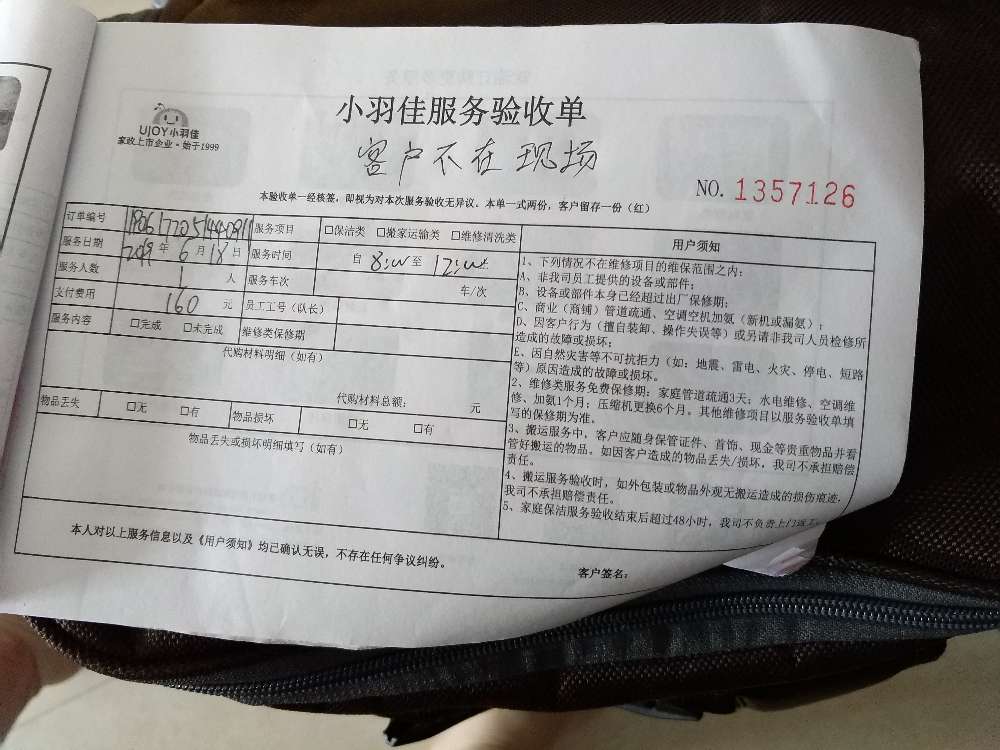 小羽佳服务验收单
UJOY小羽佳
家政上市企业·始于1999
客户不在现场
NO. 1357126
本验收单一经核签,即视为对本次服务验收无异议。本单一式两份,客户留存一份(红)
订单编号 服务项目 □保洁类 □搬家运输类 □维修清洗类
服务日期 2019年6月18日 服务时间 自 8:00 至 12:00
服务人数 1 人 服务车次 车/次
支付费用 160 元 员工工号(队长)
服务内容 □完成 □未完成 维修类保修期
代购材料明细(如有)
代购材料总额: 元
物品丢失 □无 □有 物品损坏 □无 □有
物品丢失或损坏明细填写(如有)
用户须知
1、下列情况不在维修项目的维保范围之内:
A、非我司员工提供的设备或部件;
B、设备或部件本身已经超过出厂保修期;
C、商业(商铺)管道疏通、空调空机加氨(新机或漏氨);
D、因客户行为(擅自装卸、操作失误等)或另请非我司人员检修所
造成的故障或损坏;
E、因自然灾害等不可抗拒力(如:地震、雷电、火灾、停电、短路
等)原因造成的故障或损坏。
2、维修类服务免费保修期:家庭管道疏通3天;水电维修、空调维
修、加氨1个月;压缩机更换6个月。其他维修项目以服务验收单填
写的保修期为准。
3、搬运服务中,客户应随身保管证件、首饰、现金等贵重物品并看
管好搬运的物品。如因客户造成的物品丢失/损坏,我司不承担赔偿
责任。
4、搬运服务验收时,如外包装或物品外观无搬运造成的损伤痕迹,
我司不承担赔偿责任。
5、家庭保洁服务验收结束后超过48小时,我司不负责上门
本人对以上服务信息以及《用户须知》均已确认无误,不存在任何争议纠纷。
客户签名: